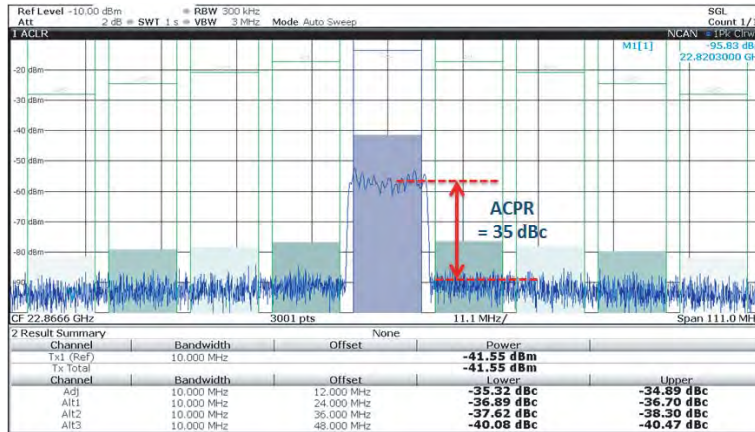 Ref Level -10.00 dBm RBW 300 kHz SGL
Att 2 dB SWT 1 s VBW 3 MHz Mode Auto Sweep Count 1/
1 ACLR NCAN 1Pk Clrw
M1[1] -95.83 dB
22.8203000 GH
-20 dBm
-30 dBm
-40 dBm
-50 dBm
-60 dBm
ACPR
= 35 dBc
-80 dBm
-90 dBm
CF 22.8666 GHz 3001 pts 11.1 MHz/ Span 111.0 MH
2 Result Summary None
Channel Bandwidth Offset Power
Tx1 (Ref) 10.000 MHz -41.55 dBm
Tx Total -41.55 dBm
Channel Bandwidth Offset Lower Upper
Adj 10.000 MHz 12.000 MHz -35.32 dBc -34.89 dBc
Alt1 10.000 MHz 24.000 MHz -36.89 dBc -36.70 dBc
Alt2 10.000 MHz 36.000 MHz -37.62 dBc -38.30 dBc
Alt3 10.000 MHz 48.000 MHz -40.08 dBc -40.47 dBc